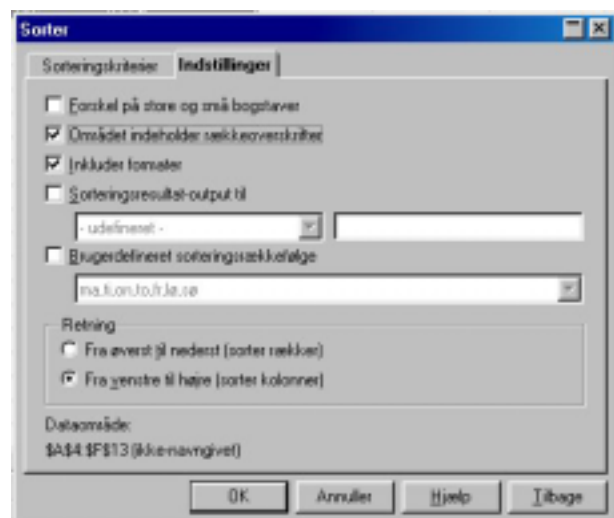 Sorter
Sorteringskriterier Indstillinger
Forskel på store og små bogstaver
Området indeholder rækkeoverskrifter
Inkluder formater
Sorteringsresultat-output til
- udefineret -
Brugerdefineret sorteringsrækkefølge
ma,ti,on,to,fr,lø,sø
Retning
Fra øverst til nederst (sorter rækker)
Fra venstre til højre (sorter kolonner)
Dataområde:
$A$4:$F$13 (ikke-navngivet)
OK Annuller Hjælp Tilbage